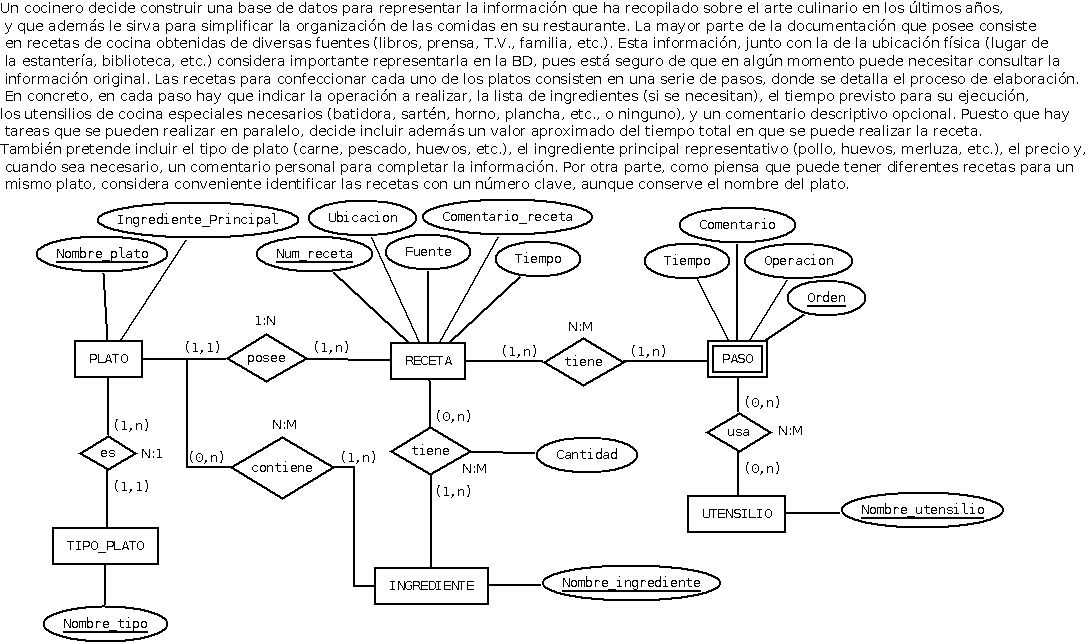 Un cocinero decide construir una base de datos para representar la información que ha recopilado sobre el arte culinario en los últimos años,
y que además le sirva para simplificar la organización de las comidas en su restaurante. La mayor parte de la documentación que posee consiste
en recetas de cocina obtenidas de diversas fuentes (libros, prensa, T.V., familia, etc.). Esta información, junto con la de la ubicación física (lugar de
la estantería, biblioteca, etc.) considera importante representarla en la BD, pues está seguro de que en algún momento puede necesitar consultar la
información original. Las recetas para confeccionar cada uno de los platos consisten en una serie de pasos, donde se detalla el proceso de elaboración.
En concreto, en cada paso hay que indicar la operación a realizar, la lista de ingredientes (si se necesitan), el tiempo previsto para su ejecución,
los utensilios de cocina especiales necesarios (batidora, sartén, horno, plancha, etc., o ninguno), y un comentario descriptivo opcional. Puesto que hay
tareas que se pueden realizar en paralelo, decide incluir además un valor aproximado del tiempo total en que se puede realizar la receta.
También pretende incluir el tipo de plato (carne, pescado, huevos, etc.), el ingrediente principal representativo (pollo, huevos, merluza, etc.), el precio y,
cuando sea necesario, un comentario personal para completar la información. Por otra parte, como piensa que puede tener diferentes recetas para un
mismo plato, considera conveniente identificar las recetas con un número clave, aunque conserve el nombre del plato.
Ingrediente_Principal
Ubicacion
Comentario_receta
Comentario
Nombre_plato
Num_receta
Fuente
Tiempo
Tiempo
Operacion
Orden
1:N
N:M
(1,1)
(1,n)
(1,n)
(1,n)
PLATO
posee
RECETA
tiene
PASO
(1,n)
N:M
(0,n)
(0,n)
es
N:1
(0,n)
contiene
(1,n)
tiene
N:M
Cantidad
usa
N:M
(1,1)
(1,n)
(0,n)
TIPO_PLATO
UTENSILIO
Nombre_utensilio
INGREDIENTE
Nombre_ingrediente
Nombre_tipo